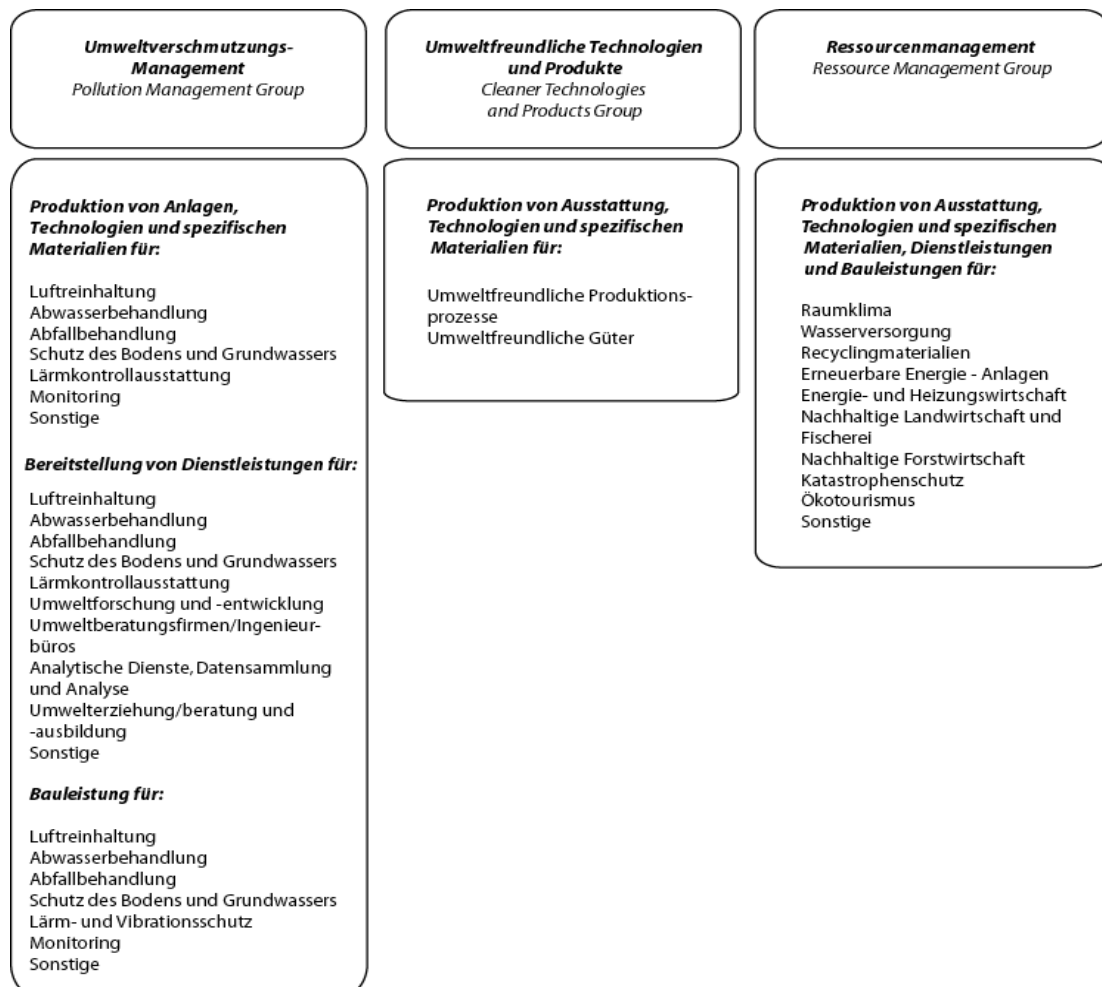 Umweltverschmutzungs-
Management
Pollution Management Group
Umweltfreundliche Technologien
und Produkte
Cleaner Technologies
and Products Group
Ressourcenmanagement
Ressource Management Group
Produktion von Anlagen,
Technologien und spezifischen
Materialien für:
Luftreinhaltung
Abwasserbehandlung
Abfallbehandlung
Schutz des Bodens und Grundwassers
Lärmkontrollausstattung
Monitoring
Sonstige
Bereitstellung von Dienstleistungen für:
Luftreinhaltung
Abwasserbehandlung
Abfallbehandlung
Schutz des Bodens und Grundwassers
Lärmkontrollausstattung
Umweltforschung und -entwicklung
Umweltberatungsfirmen/Ingenieur-
büros
Analytische Dienste, Datensammlung
und Analyse
Umwelterziehung/beratung und
-ausbildung
Sonstige
Bauleistung für:
Luftreinhaltung
Abwasserbehandlung
Abfallbehandlung
Schutz des Bodens und Grundwassers
Lärm- und Vibrationsschutz
Monitoring
Sonstige
Produktion von Ausstattung,
Technologien und spezifischen
Materialien für:
Umweltfreundliche Produktions-
prozesse
Umweltfreundliche Güter
Produktion von Ausstattung,
Technologien und spezifischen
Materialien, Dienstleistungen
und Bauleistungen für:
Raumklima
Wasserversorgung
Recyclingmaterialien
Erneuerbare Energie - Anlagen
Energie- und Heizungswirtschaft
Nachhaltige Landwirtschaft und
Fischerei
Nachhaltige Forstwirtschaft
Katastrophenschutz
Ökotourismus
Sonstige